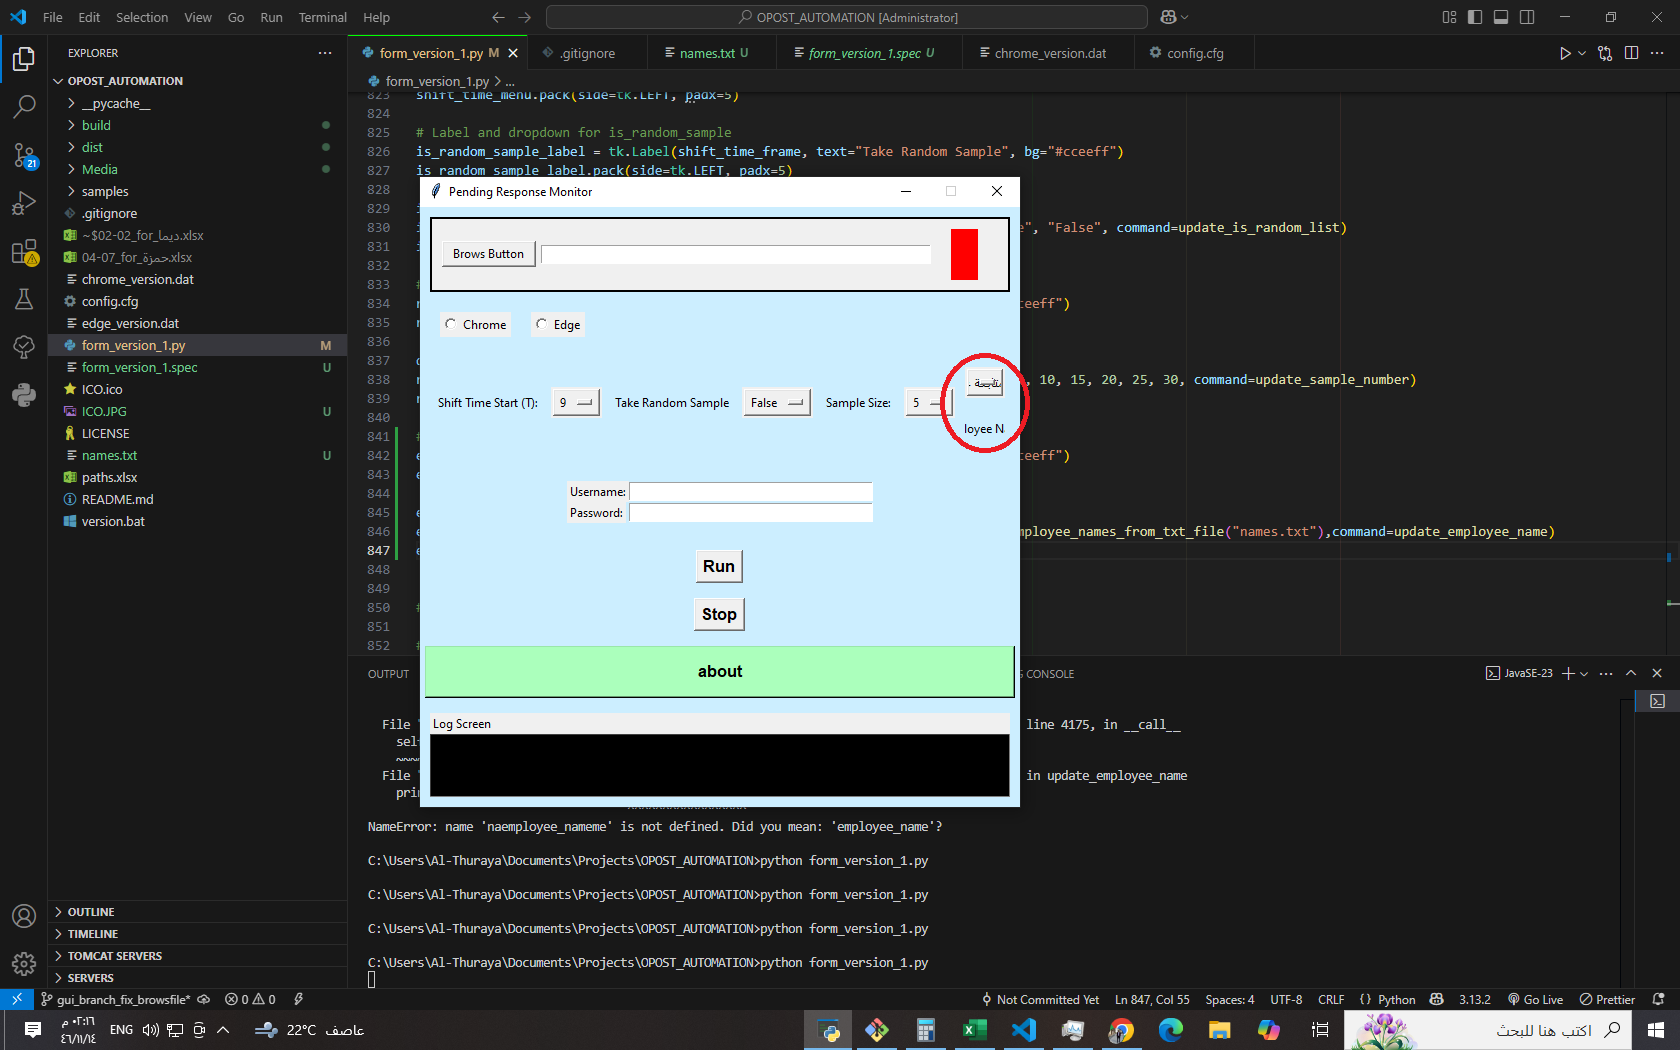 File Edit Selection View Go Run Terminal Help
OPOST_AUTOMATION [Administrator]
EXPLORER
OPOST_AUTOMATION
__pycache__
build
dist
Media
samples
.gitignore
~$02-02_for_ديما.xlsx
04-07_for_حمزة.xlsx
chrome_version.dat
config.cfg
edge_version.dat
form_version_1.py M
form_version_1.spec U
ICO.ico
ICO.JPG U
LICENSE
names.txt U
paths.xlsx
README.md
version.bat
OUTLINE
TIMELINE
TOMCAT SERVERS
SERVERS
21
form_version_1.py M
.gitignore
names.txt U
form_version_1.spec U
chrome_version.dat
config.cfg
form_version_1.py > ...
823 shift_time_menu.pack(side=tk.LEFT, padx=5)
824
825 # Label and dropdown for is_random_sample
826 is_random_sample_label = tk.Label(shift_time_frame, text="Take Random Sample", bg="#cceeff")
827 is_random_sample_label.pack(side=tk.LEFT, padx=5)
828
829 i
830 i e", "False", command=update_is_random_list)
831 i
832
833 #
834 r ceeff")
835 r
836
837
838 r , 10, 15, 20, 25, 30, command=update_sample_number)
839 r
840
841 #
842 e ceeff")
843 e
844
845 e
846 e mployee_names_from_txt_file("names.txt"),command=update_employee_name)
847 e
848
849
850 #
851
852 #
Pending Response Monitor
Brows Button
Chrome Edge
Shift Time Start (T): 9 Take Random Sample False Sample Size: 5
loyee N
Username:
Password:
Run
Stop
about
Log Screen
OUTPUT
CONSOLE
JavaSE-23
File line 4175, in __call__
sel
~~~
File in update_employee_name
pri
^^^^^^^^^^^^^^^^^
NameError: name 'naemployee_nameme' is not defined. Did you mean: 'employee_name'?
C:\Users\Al-Thuraya\Documents\Projects\OPOST_AUTOMATION>python form_version_1.py
C:\Users\Al-Thuraya\Documents\Projects\OPOST_AUTOMATION>python form_version_1.py
C:\Users\Al-Thuraya\Documents\Projects\OPOST_AUTOMATION>python form_version_1.py
C:\Users\Al-Thuraya\Documents\Projects\OPOST_AUTOMATION>python form_version_1.py
gui_branch_fix_browsfile* 0 0 Not Committed Yet Ln 847, Col 55 Spaces: 4 UTF-8 CRLF {} Python 3.13.2 Go Live Prettier
٠٢:١٦ م
٤٦/١١/١٤
ENG
22°C عاصف
اكتب هنا للبحث